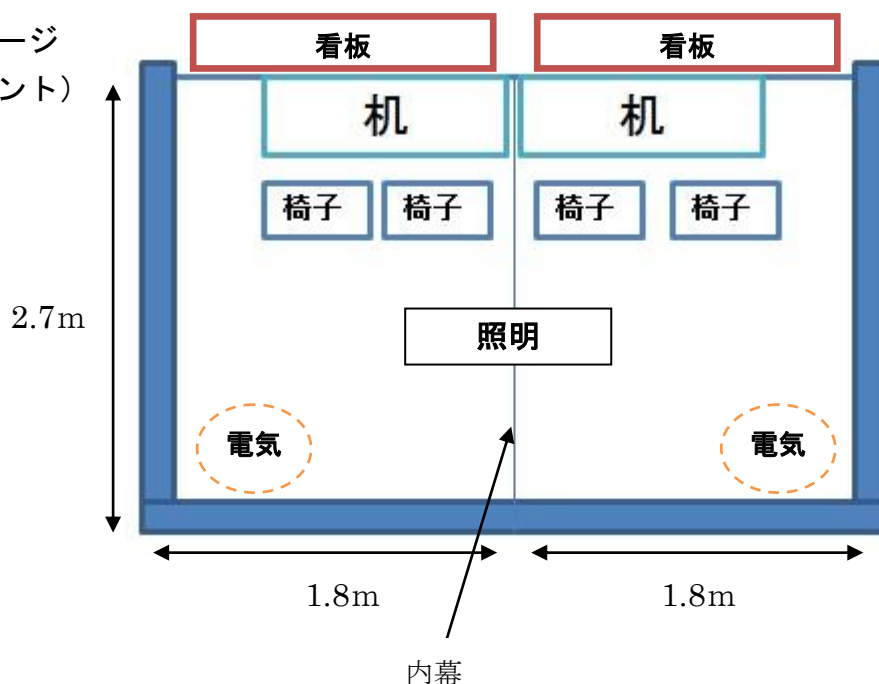 ージ
ント）
看板 看板
机 机
椅子 椅子 椅子 椅子
2.7m
照明
電気 電気
1.8m 1.8m
内幕